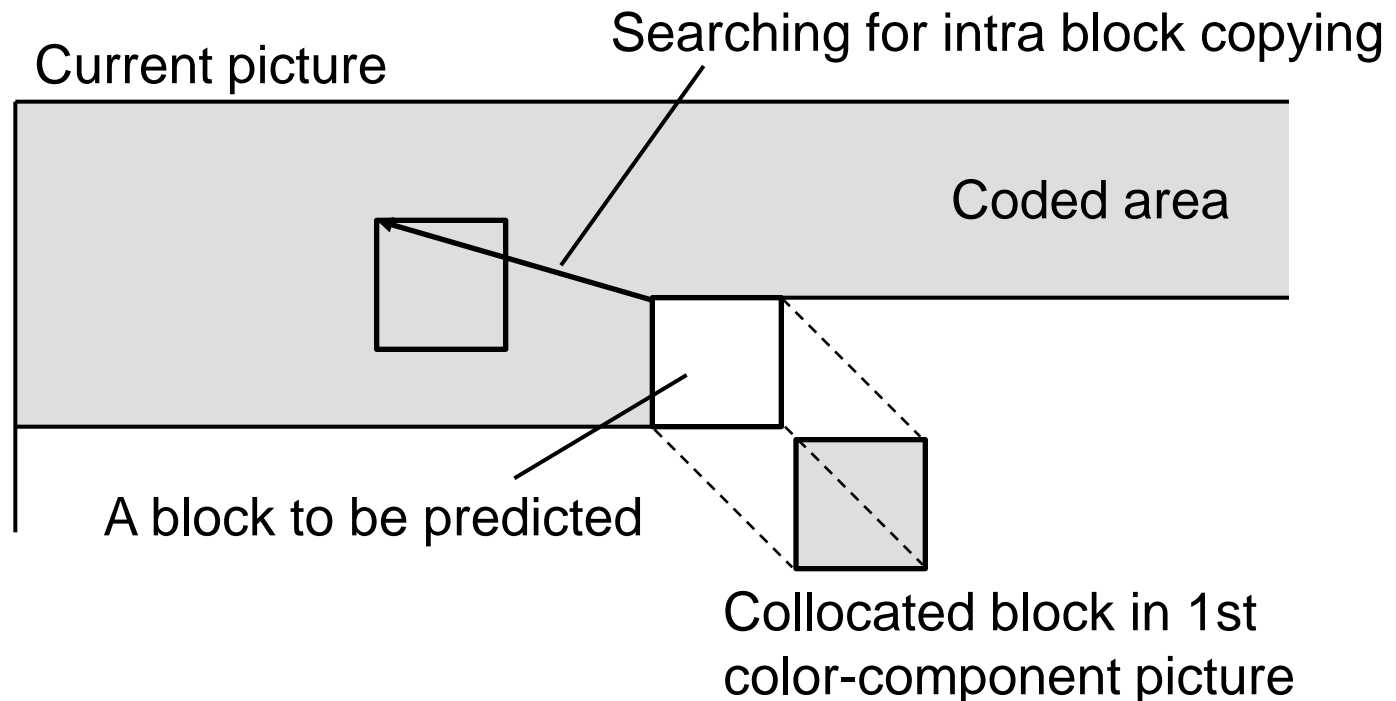 Searching for intra block copying
Current picture
Coded area
A block to be predicted
Collocated block in 1st
color-component picture